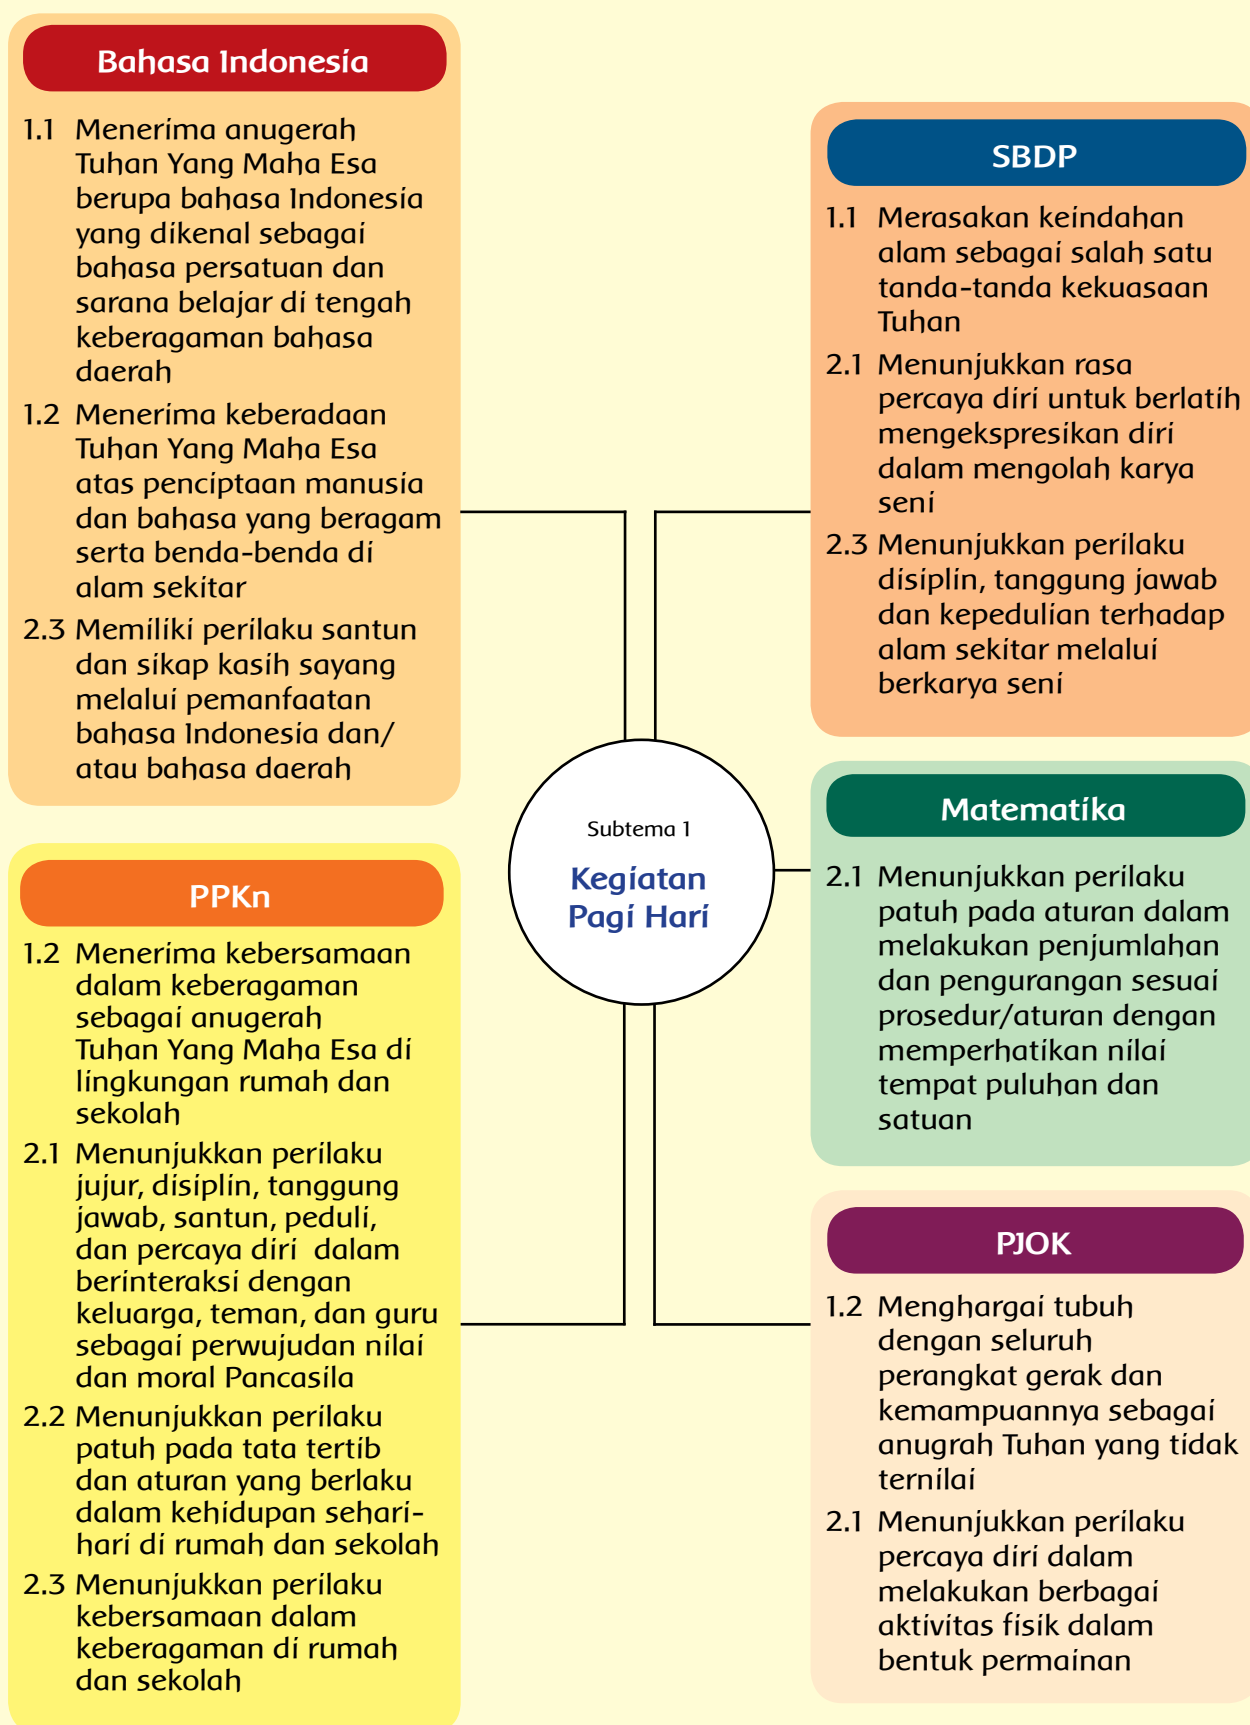 Bahasa Indonesia
1.1 Menerima anugerah
Tuhan Yang Maha Esa
berupa bahasa Indonesia
yang dikenal sebagai
bahasa persatuan dan
sarana belajar di tengah
keberagaman bahasa
daerah
1.2 Menerima keberadaan
Tuhan Yang Maha Esa
atas penciptaan manusia
dan bahasa yang beragam
serta benda-benda di
alam sekitar
2.3 Memiliki perilaku santun
dan sikap kasih sayang
melalui pemanfaatan
bahasa Indonesia dan/
atau bahasa daerah
PPKn
1.2 Menerima kebersamaan
dalam keberagaman
sebagai anugerah
Tuhan Yang Maha Esa di
lingkungan rumah dan
sekolah
2.1 Menunjukkan perilaku
jujur, disiplin, tanggung
jawab, santun, peduli,
dan percaya diri dalam
berinteraksi dengan
keluarga, teman, dan guru
sebagai perwujudan nilai
dan moral Pancasila
2.2 Menunjukkan perilaku
patuh pada tata tertib
dan aturan yang berlaku
dalam kehidupan sehari-
hari di rumah dan sekolah
2.3 Menunjukkan perilaku
kebersamaan dalam
keberagaman di rumah
dan sekolah
Subtema 1
Kegiatan
Pagi Hari
SBDP
1.1 Merasakan keindahan
alam sebagai salah satu
tanda-tanda kekuasaan
Tuhan
2.1 Menunjukkan rasa
percaya diri untuk berlatih
mengekspresikan diri
dalam mengolah karya
seni
2.3 Menunjukkan perilaku
disiplin, tanggung jawab
dan kepedulian terhadap
alam sekitar melalui
berkarya seni
Matematika
2.1 Menunjukkan perilaku
patuh pada aturan dalam
melakukan penjumlahan
dan pengurangan sesuai
prosedur/aturan dengan
memperhatikan nilai
tempat puluhan dan
satuan
PJOK
1.2 Menghargai tubuh
dengan seluruh
perangkat gerak dan
kemampuannya sebagai
anugrah Tuhan yang tidak
ternilai
2.1 Menunjukkan perilaku
percaya diri dalam
melakukan berbagai
aktivitas fisik dalam
bentuk permainan